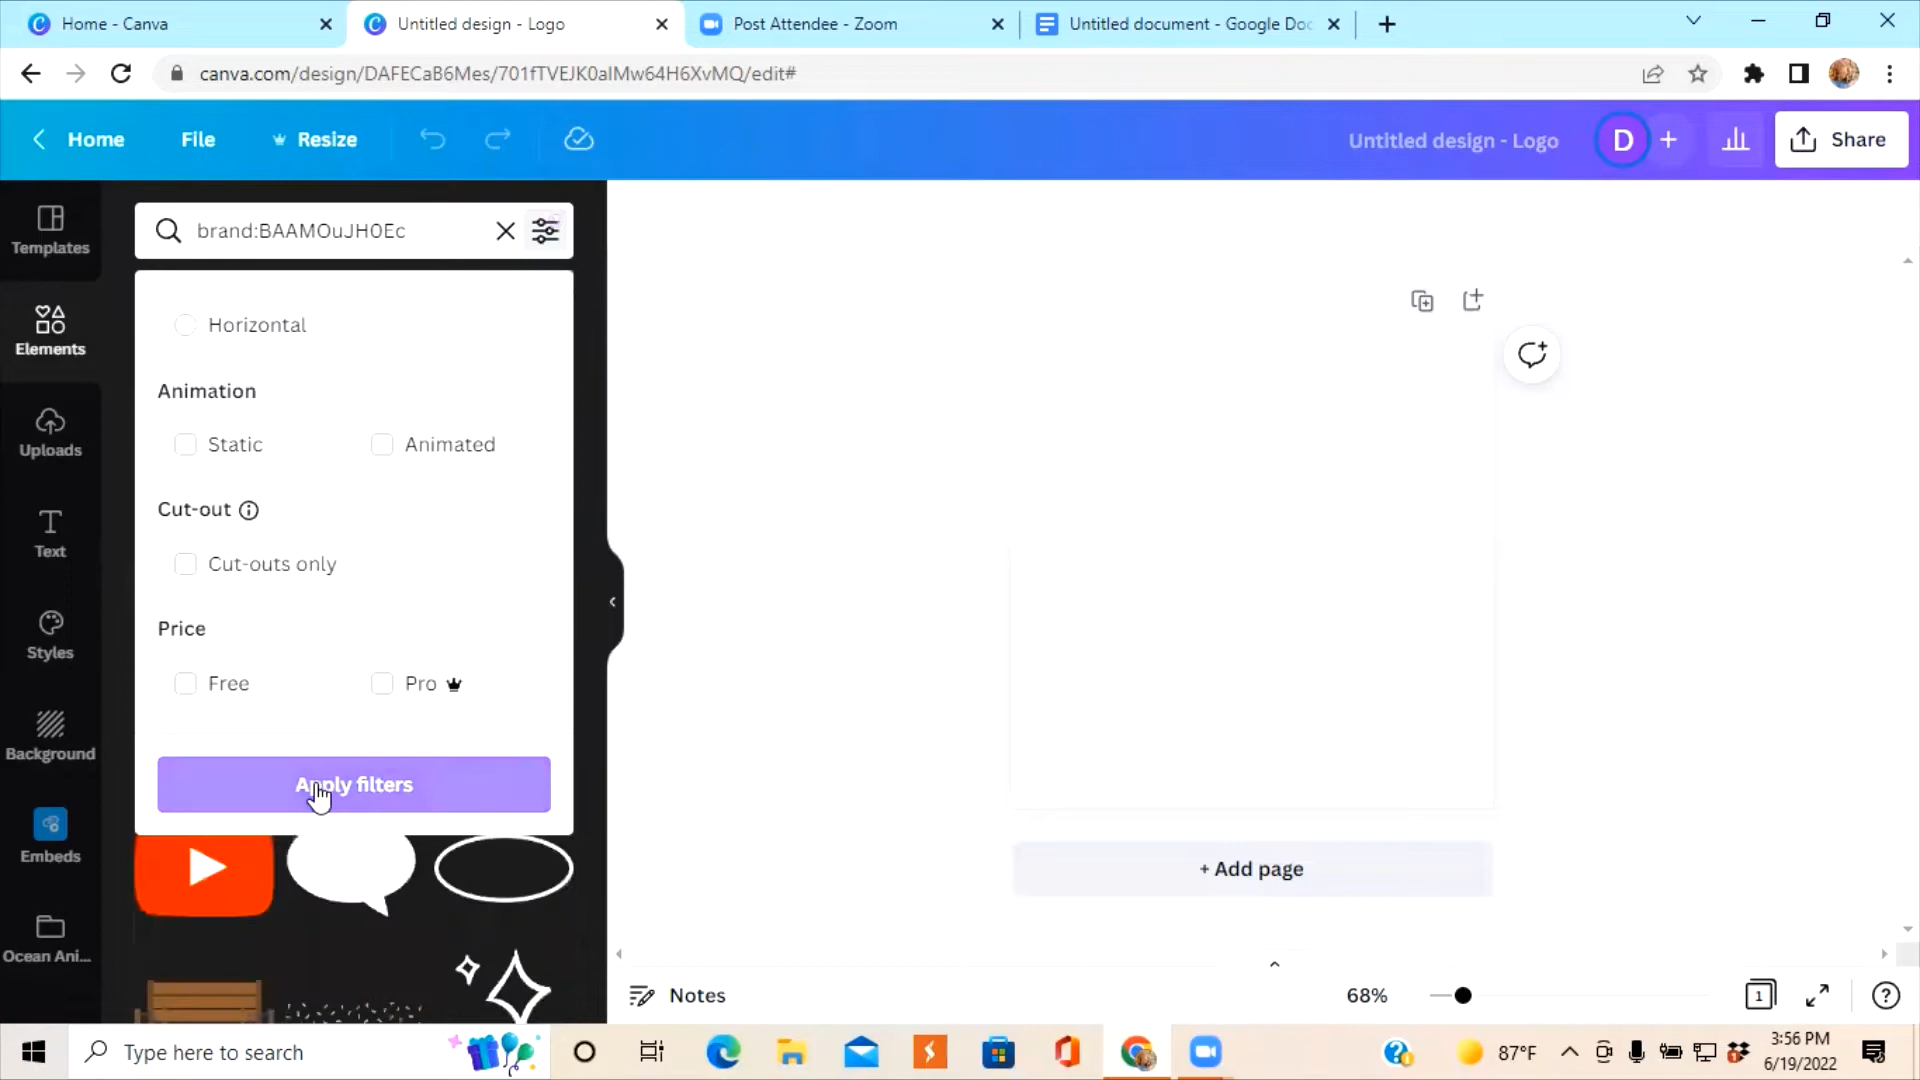 Home - Canva
Untitled design - Logo
Post Attendee - Zoom
Untitled document - Google Doc
canva.com/design/DAFECaB6Mes/701fTVEJK0aIMw64H6XvMQ/edit#
Home
File
Resize
Untitled design - Logo
D
Share
Templates
Elements
Uploads
Text
Styles
Background
Embeds
Ocean Ani...
brand:BAAMOuJH0Ec
Horizontal
Animation
Static
Animated
Cut-out
Cut-outs only
Price
Free
Pro
Apply filters
+ Add page
Notes
68%
1
Type here to search
87°F
3:56 PM
6/19/2022